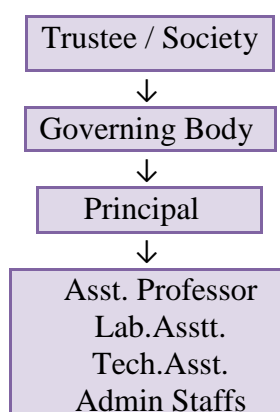 Trustee / Society
Governing Body
Principal
Asst. Professor
Lab.Asstt.
Tech.Asst.
Admin Staffs